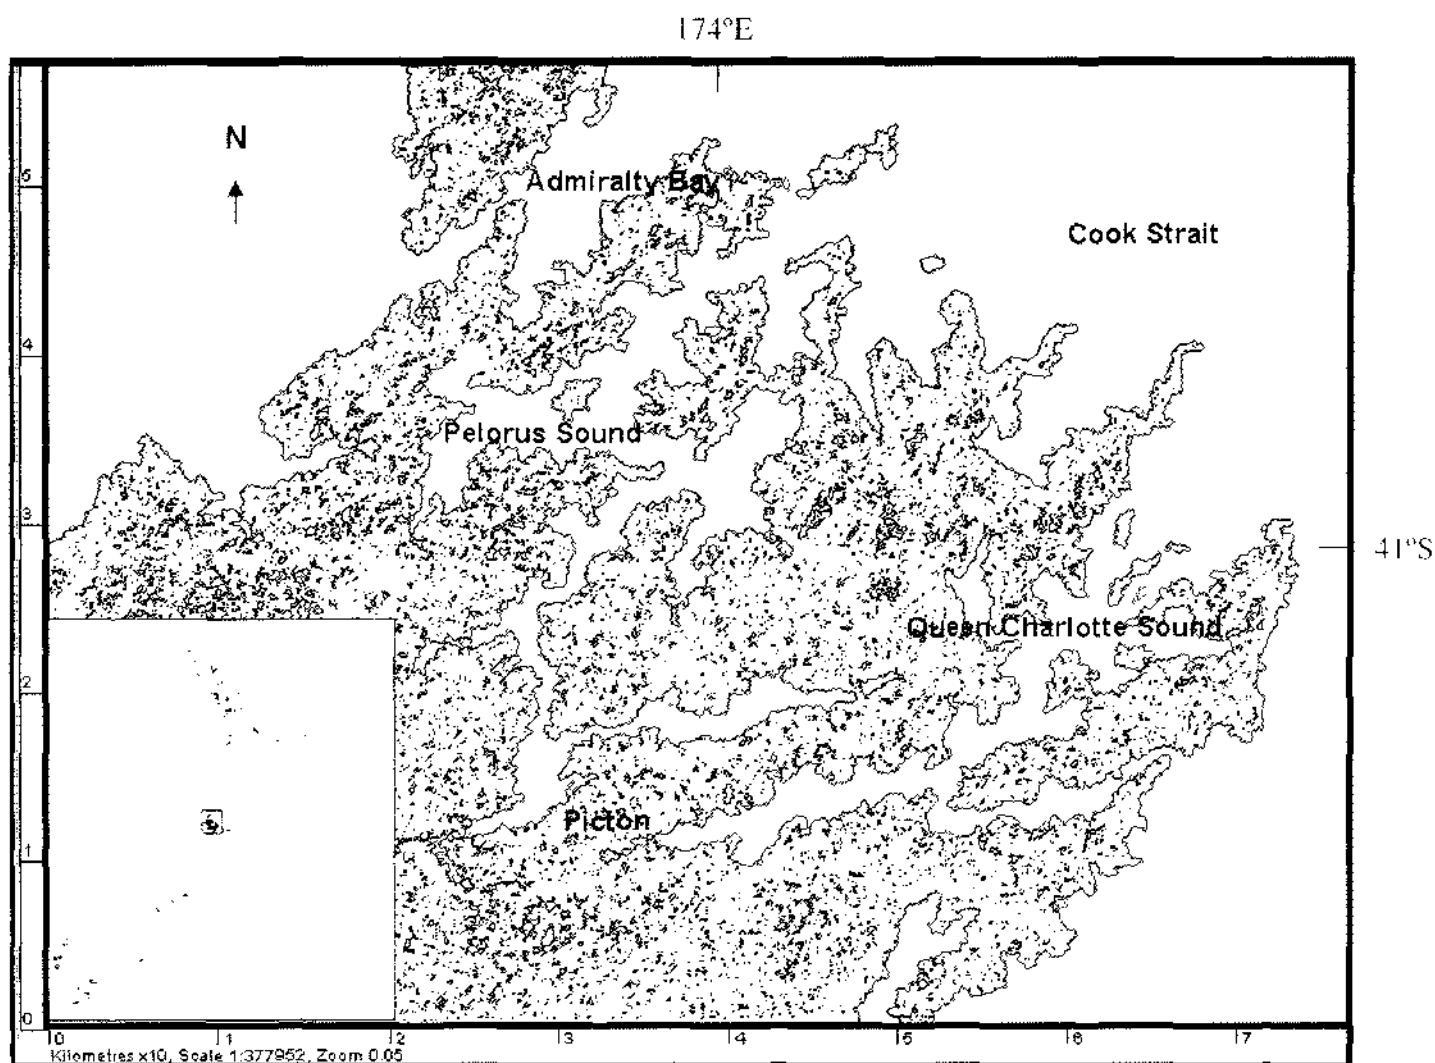 174°E
N
Admiralty Bay
Cook Strait
Pelorus Sound
41°S
Queen Charlotte Sound
Picton
5
4
3
2
1
0
0 1 2 3 4 5 6 7
Kilometres x10, Scale 1:377952, Zoom 0.05